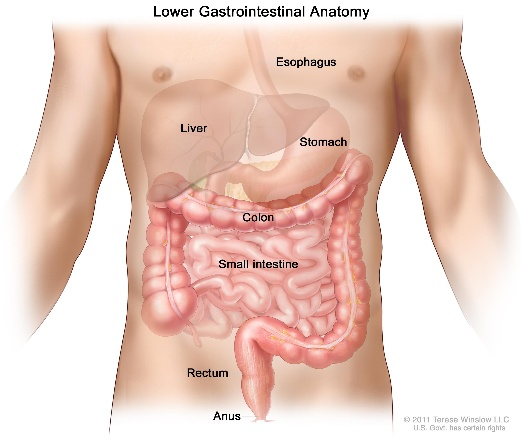 Lower Gastrointestinal Anatomy
Esophagus
Liver
Stomach
Colon
Small intestine
Rectum
Anus
© 2011 Terese Winslow LLC
U.S. Govt. has certain rights